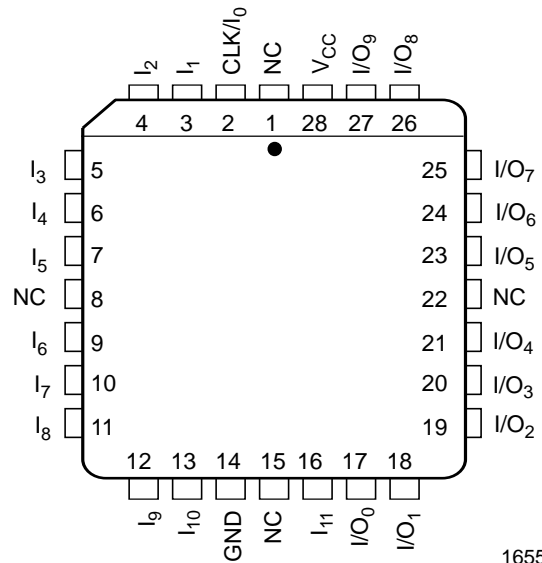 I2 I1 CLK/I0 NC VCC I/O9 I/O8
4 3 2 1 28 27 26
I3 5 25 I/O7
I4 6 24 I/O6
I5 7 23 I/O5
NC 8 22 NC
I6 9 21 I/O4
I7 10 20 I/O3
I8 11 19 I/O2
12 13 14 15 16 17 18
I9 I10 GND NC I11 I/O0 I/O1
1655